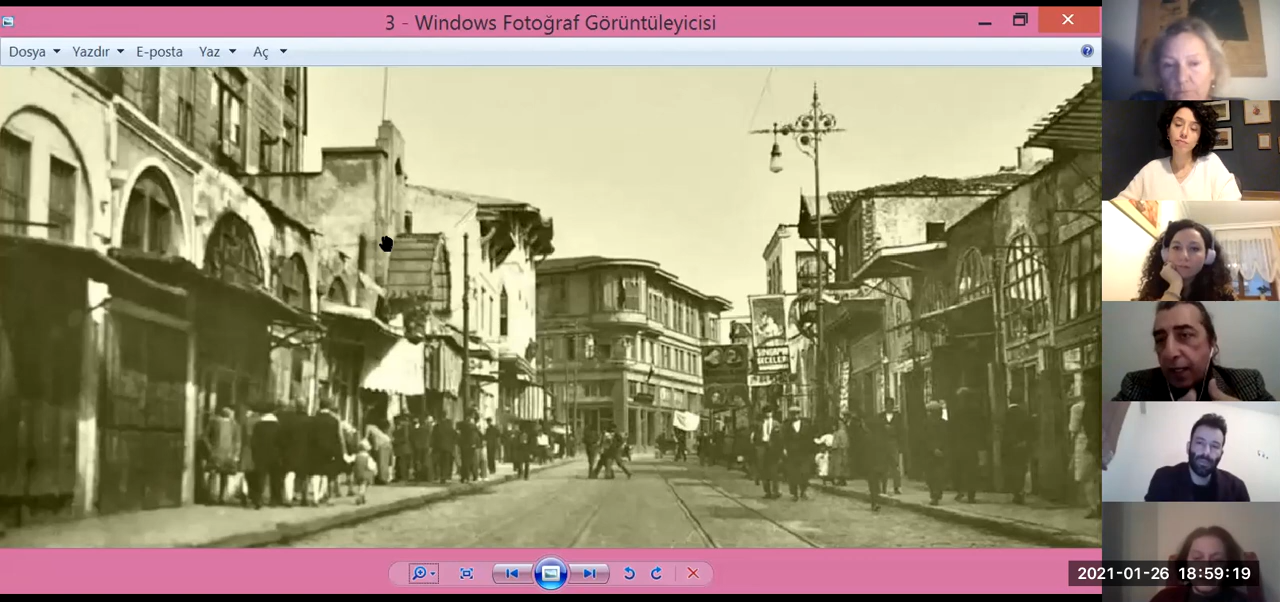 3 - Windows Fotoğraf Görüntüleyicisi
Dosya Yazdır E-posta Yaz Aç
2021-01-26 18:59:19